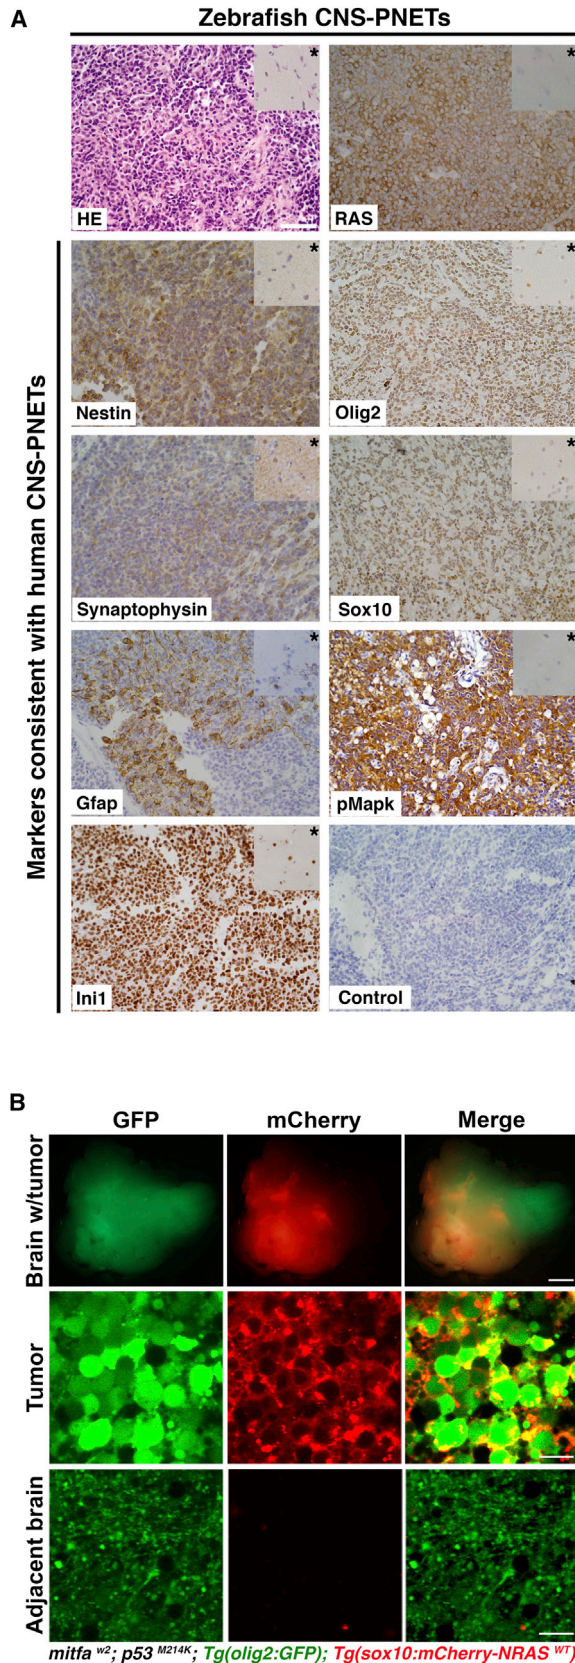 A
Zebrafish CNS-PNETs
*
*
HE
RAS
Markers consistent with human CNS-PNETs
*
*
Nestin
Olig2
*
*
Synaptophysin
Sox10
*
*
Gfap
pMapk
*
Ini1
Control
B
GFP mCherry Merge
Brain w/tumor
Tumor
Adjacent brain
mitfa w2; p53 M214K; Tg(olig2:GFP); Tg(sox10:mCherry-NRAS WT)